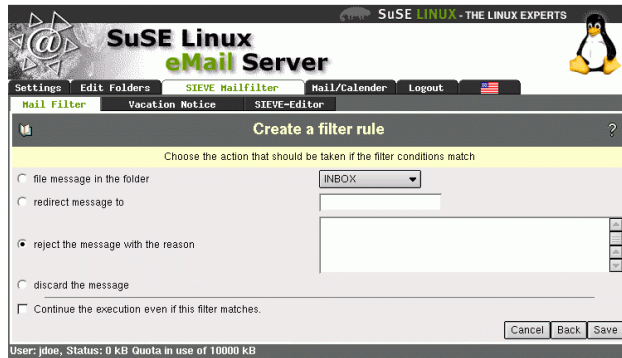 SuSE LINUX - THE LINUX EXPERTS
SuSE Linux
eMail Server
Settings Edit Folders SIEVE Mailfilter Mail/Calender Logout
Mail Filter Vacation Notice SIEVE-Editor
Create a filter rule ?
Choose the action that should be taken if the filter conditions match
file message in the folder INBOX
redirect message to
reject the message with the reason
discard the message
Continue the execution even if this filter matches.
Cancel Back Save
User: jdoe, Status: 0 kB Quota in use of 10000 kB